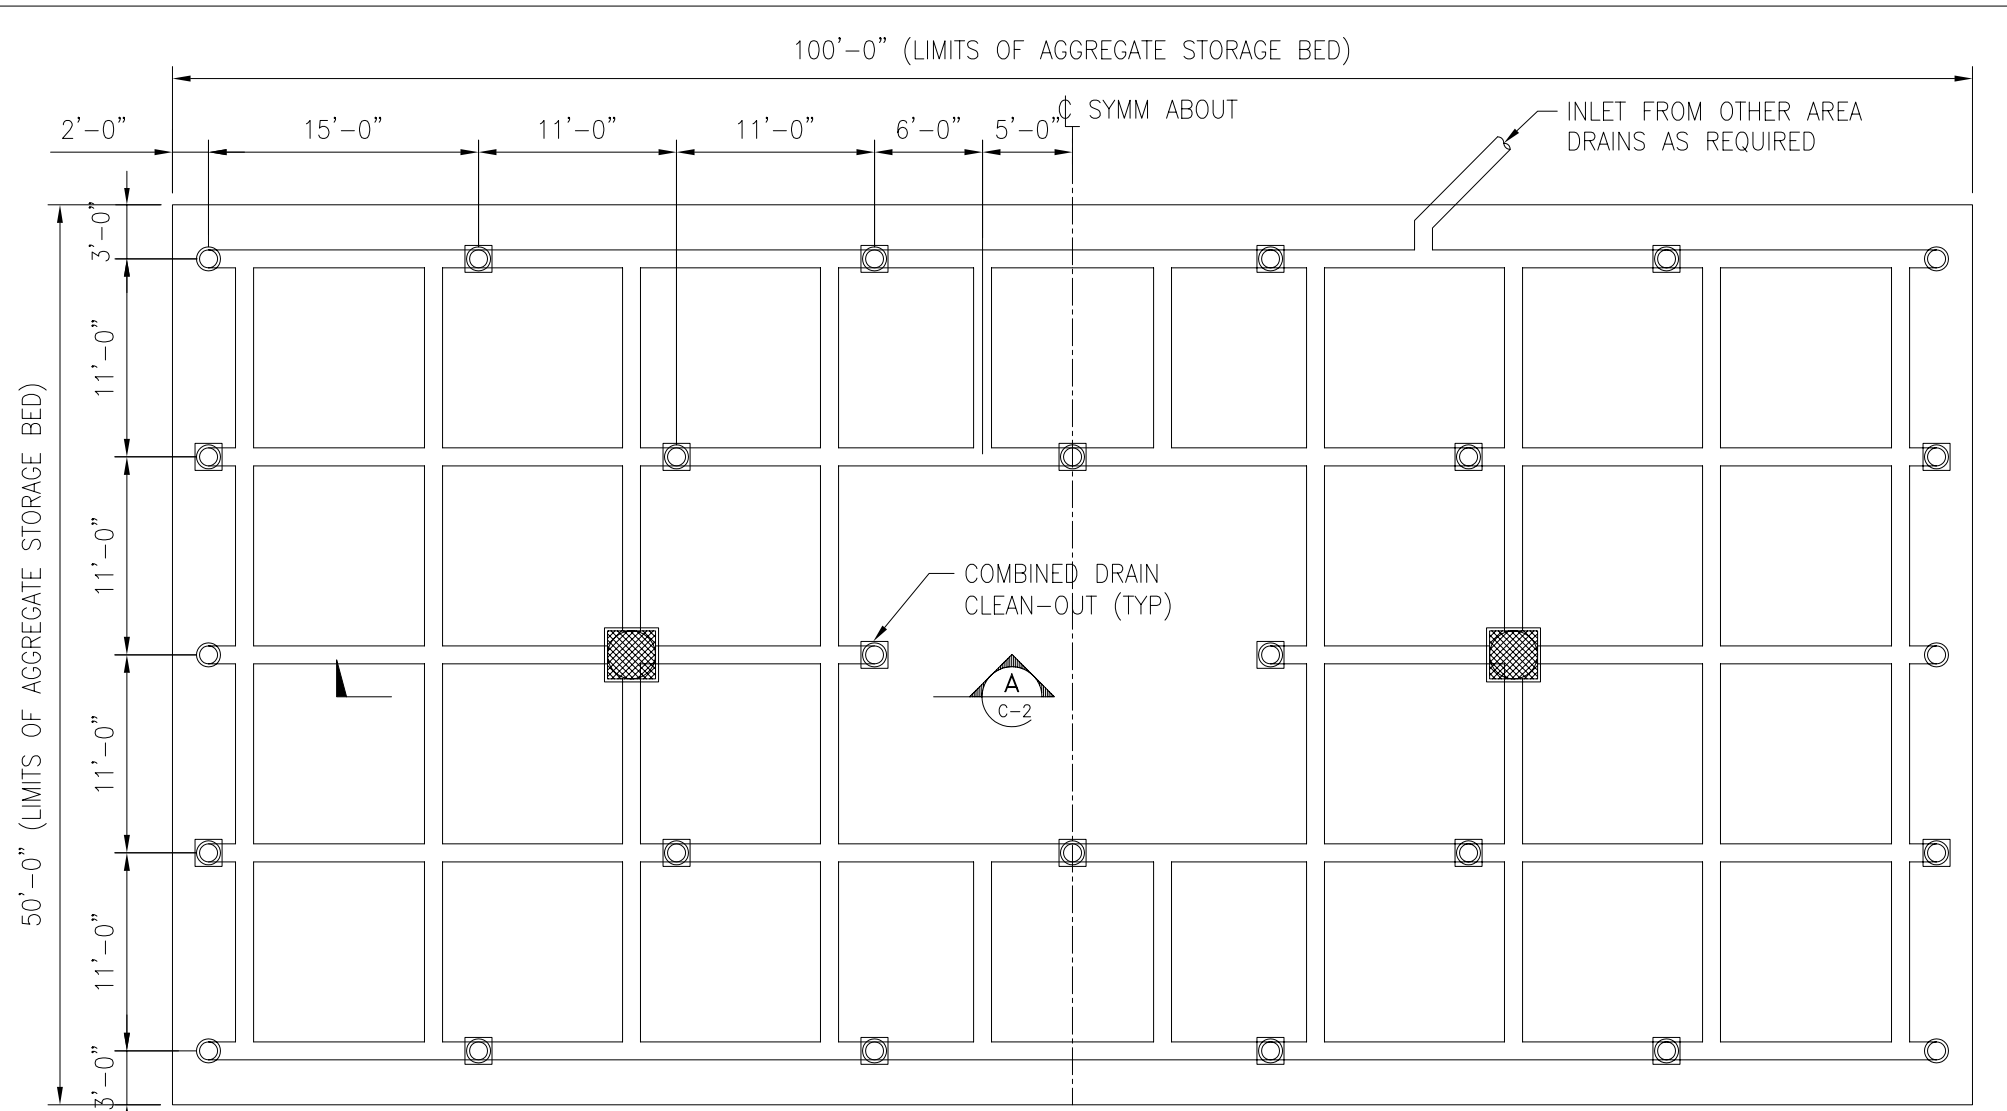 100'-0" (LIMITS OF AGGREGATE STORAGE BED)
℄ SYMM ABOUT
INLET FROM OTHER AREA
DRAINS AS REQUIRED
2'-0"
15'-0"
11'-0"
11'-0"
6'-0"
5'-0"
3'-0"
11'-0"
11'-0"
11'-0"
11'-0"
3'-0"
50'-0" (LIMITS OF AGGREGATE STORAGE BED)
COMBINED DRAIN
CLEAN-OUT (TYP)
A
C-2